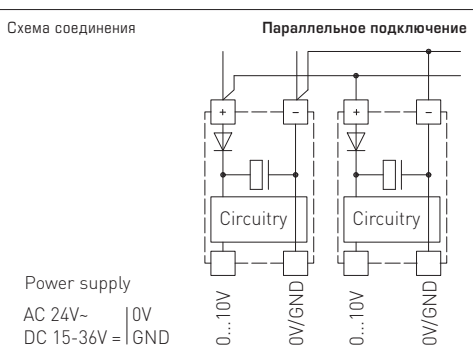 Схема соединения
Параллельное подключение
+ − + −
Circuitry Circuitry
Power supply
AC 24V~ 0V
DC 15-36V = GND
0...10V
0V/GND
0...10V
0V/GND